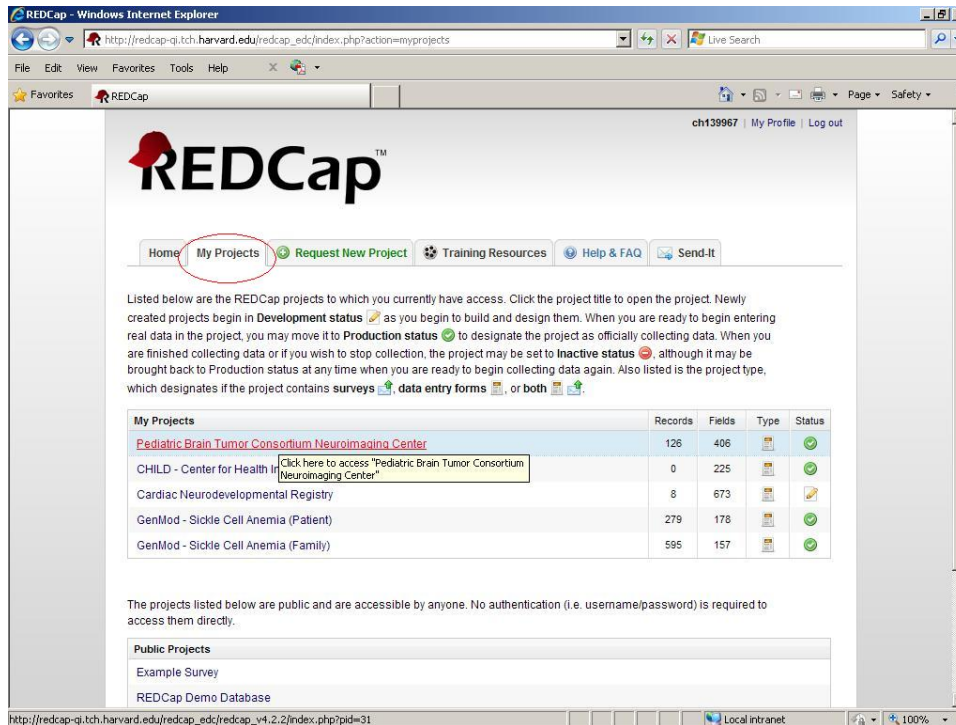 REDCap - Windows Internet Explorer
http://redcap-qi.tch.harvard.edu/redcap_edc/index.php?action=myprojects
Live Search
File Edit View Favorites Tools Help
Favorites REDCap Page Safety
ch139967 | My Profile | Log out
REDCap™
Home My Projects Request New Project Training Resources Help & FAQ Send-It
Listed below are the REDCap projects to which you currently have access. Click the project title to open the project. Newly
created projects begin in Development status as you begin to build and design them. When you are ready to begin entering
real data in the project, you may move it to Production status to designate the project as officially collecting data. When you
are finished collecting data or if you wish to stop collection, the project may be set to Inactive status, although it may be
brought back to Production status at any time when you are ready to begin collecting data again. Also listed is the project type,
which designates if the project contains surveys, data entry forms, or both.
My Projects Records Fields Type Status
Pediatric Brain Tumor Consortium Neuroimaging Center 126 406
CHILD - Center for Health In 0 225
Click here to access "Pediatric Brain Tumor Consortium
Neuroimaging Center"
Cardiac Neurodevelopmental Registry 8 673
GenMod - Sickle Cell Anemia (Patient) 279 178
GenMod - Sickle Cell Anemia (Family) 595 157
The projects listed below are public and are accessible by anyone. No authentication (i.e. username/password) is required to
access them directly.
Public Projects
Example Survey
REDCap Demo Database
http://redcap-qi.tch.harvard.edu/redcap_edc/redcap_v4.2.2/index.php?pid=31 Local intranet 100%